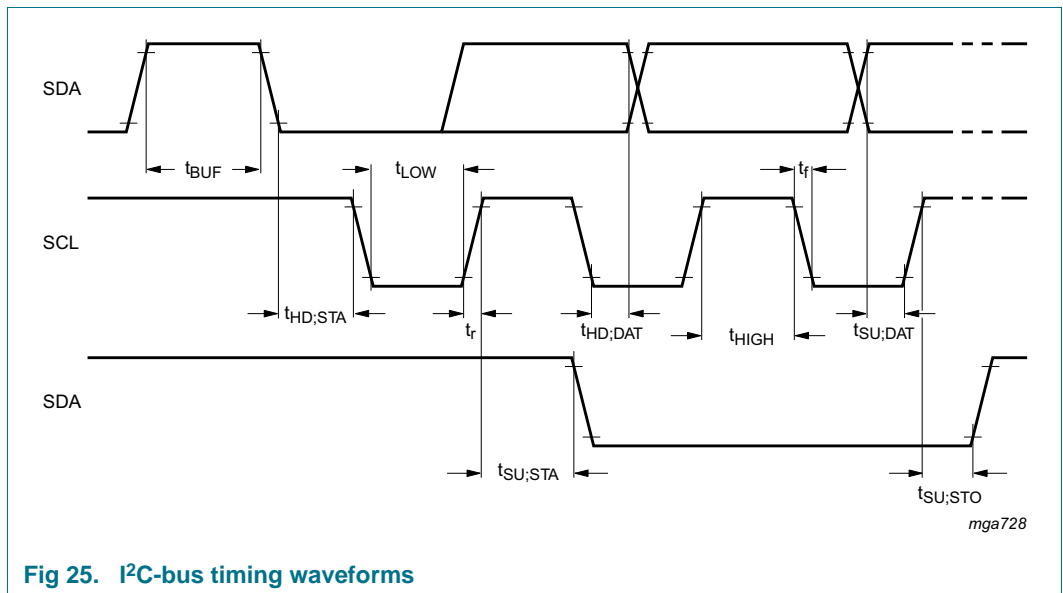 SDA
tBUF
tLOW
tf
SCL
tHD;STA
tr
tHD;DAT
tHIGH
tSU;DAT
SDA
tSU;STA
tSU;STO
mga728
Fig 25. I²C-bus timing waveforms